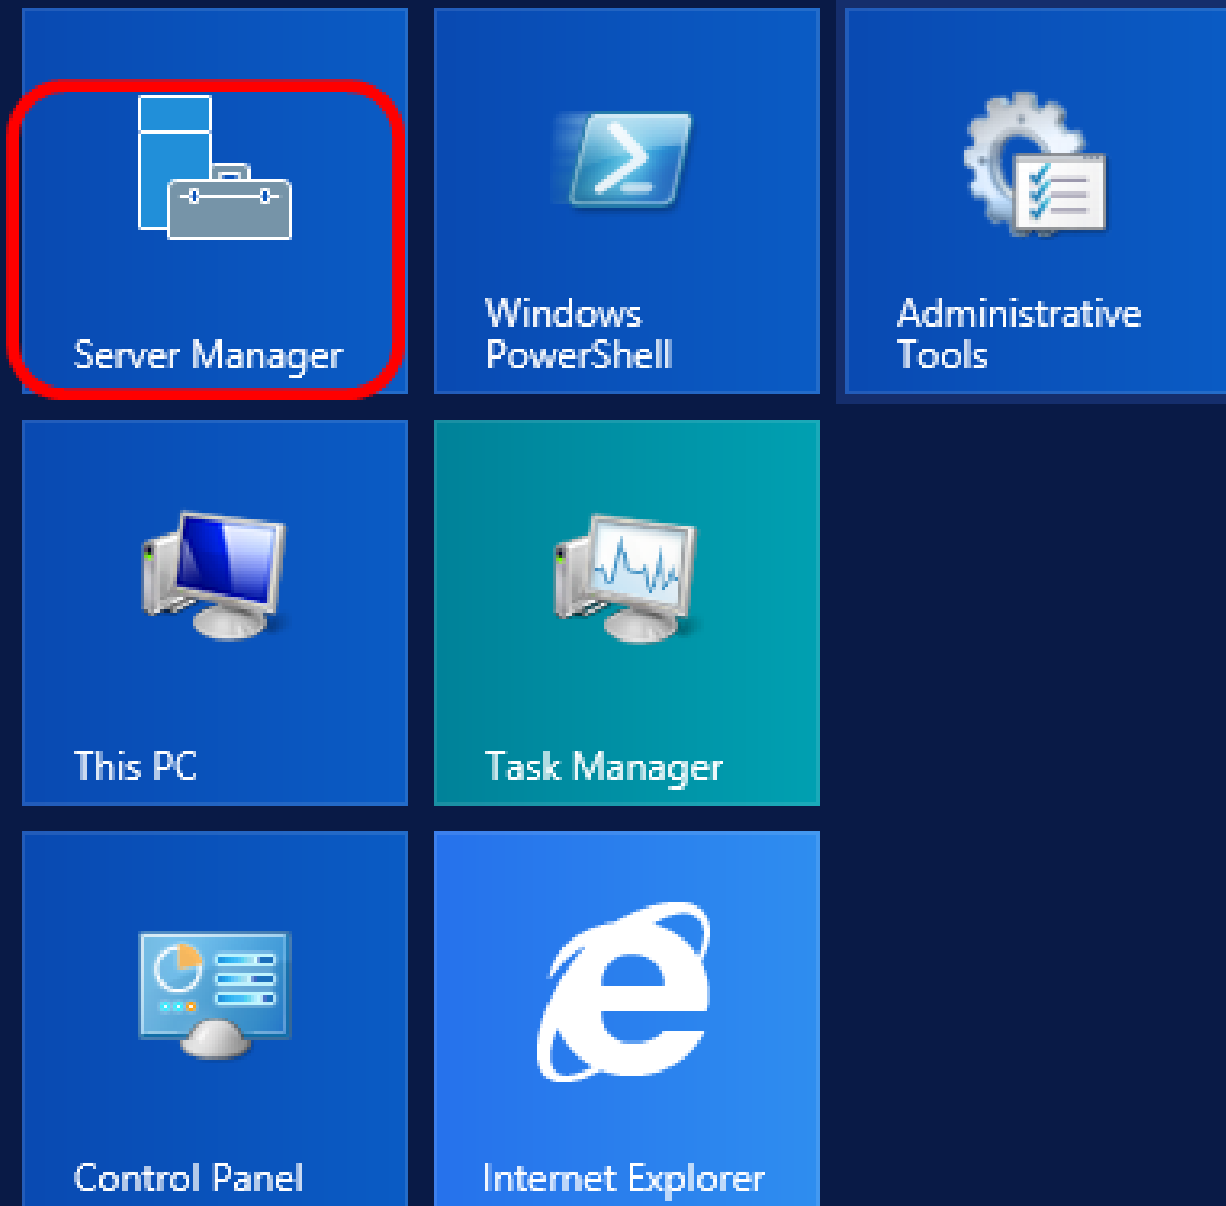 Server Manager
Windows
PowerShell
Administrative
Tools
This PC
Task Manager
Control Panel
Internet Explorer